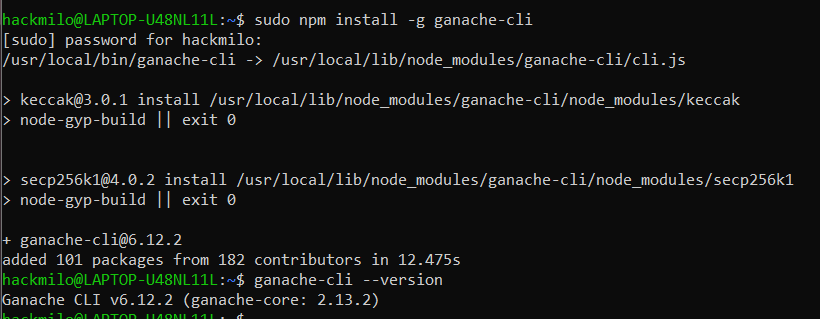 hackmilo@LAPTOP-U48NL11L:~$ sudo npm install -g ganache-cli
[sudo] password for hackmilo:
/usr/local/bin/ganache-cli -> /usr/local/lib/node_modules/ganache-cli/cli.js
> keccak@3.0.1 install /usr/local/lib/node_modules/ganache-cli/node_modules/keccak
> node-gyp-build || exit 0
> secp256k1@4.0.2 install /usr/local/lib/node_modules/ganache-cli/node_modules/secp256k1
> node-gyp-build || exit 0
+ ganache-cli@6.12.2
added 101 packages from 182 contributors in 12.475s
hackmilo@LAPTOP-U48NL11L:~$ ganache-cli --version
Ganache CLI v6.12.2 (ganache-core: 2.13.2)
hackmilo@LAPTOP-U48NL11L:~$